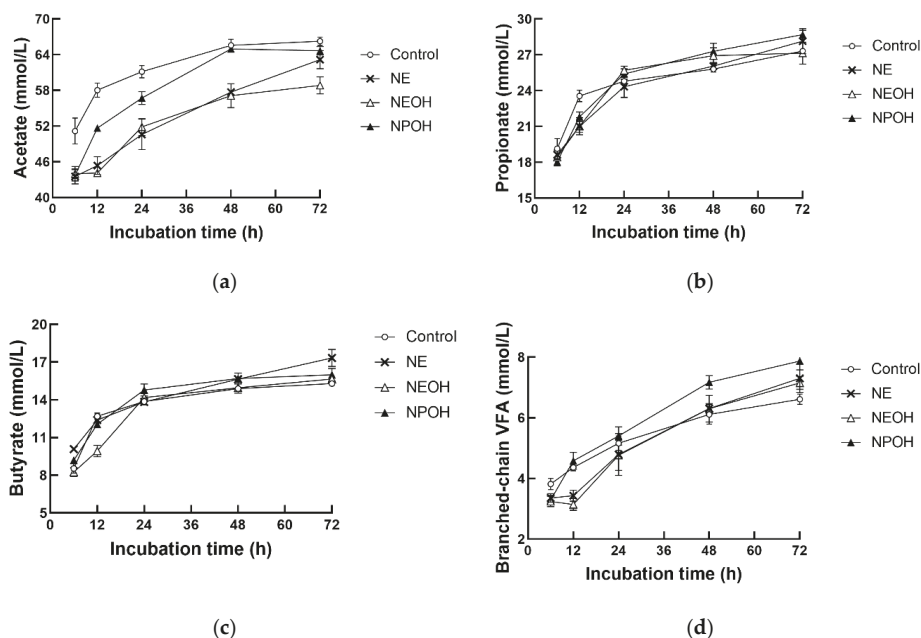 Acetate (mmol/L)
70
64
58
52
46
40
0 12 24 36 48 60 72
Incubation time (h)
Control
NE
NEOH
NPOH
(a)
Propionate (mmol/L)
30
27
24
21
18
15
0 12 24 36 48 60 72
Incubation time (h)
Control
NE
NEOH
NPOH
(b)
Butyrate (mmol/L)
20
17
14
11
8
5
0 12 24 36 48 60 72
Incubation time (h)
Control
NE
NEOH
NPOH
(c)
Branched-chain VFA (mmol/L)
8
6
4
2
0 12 24 36 48 60 72
Incubation time (h)
Control
NE
NEOH
NPOH
(d)